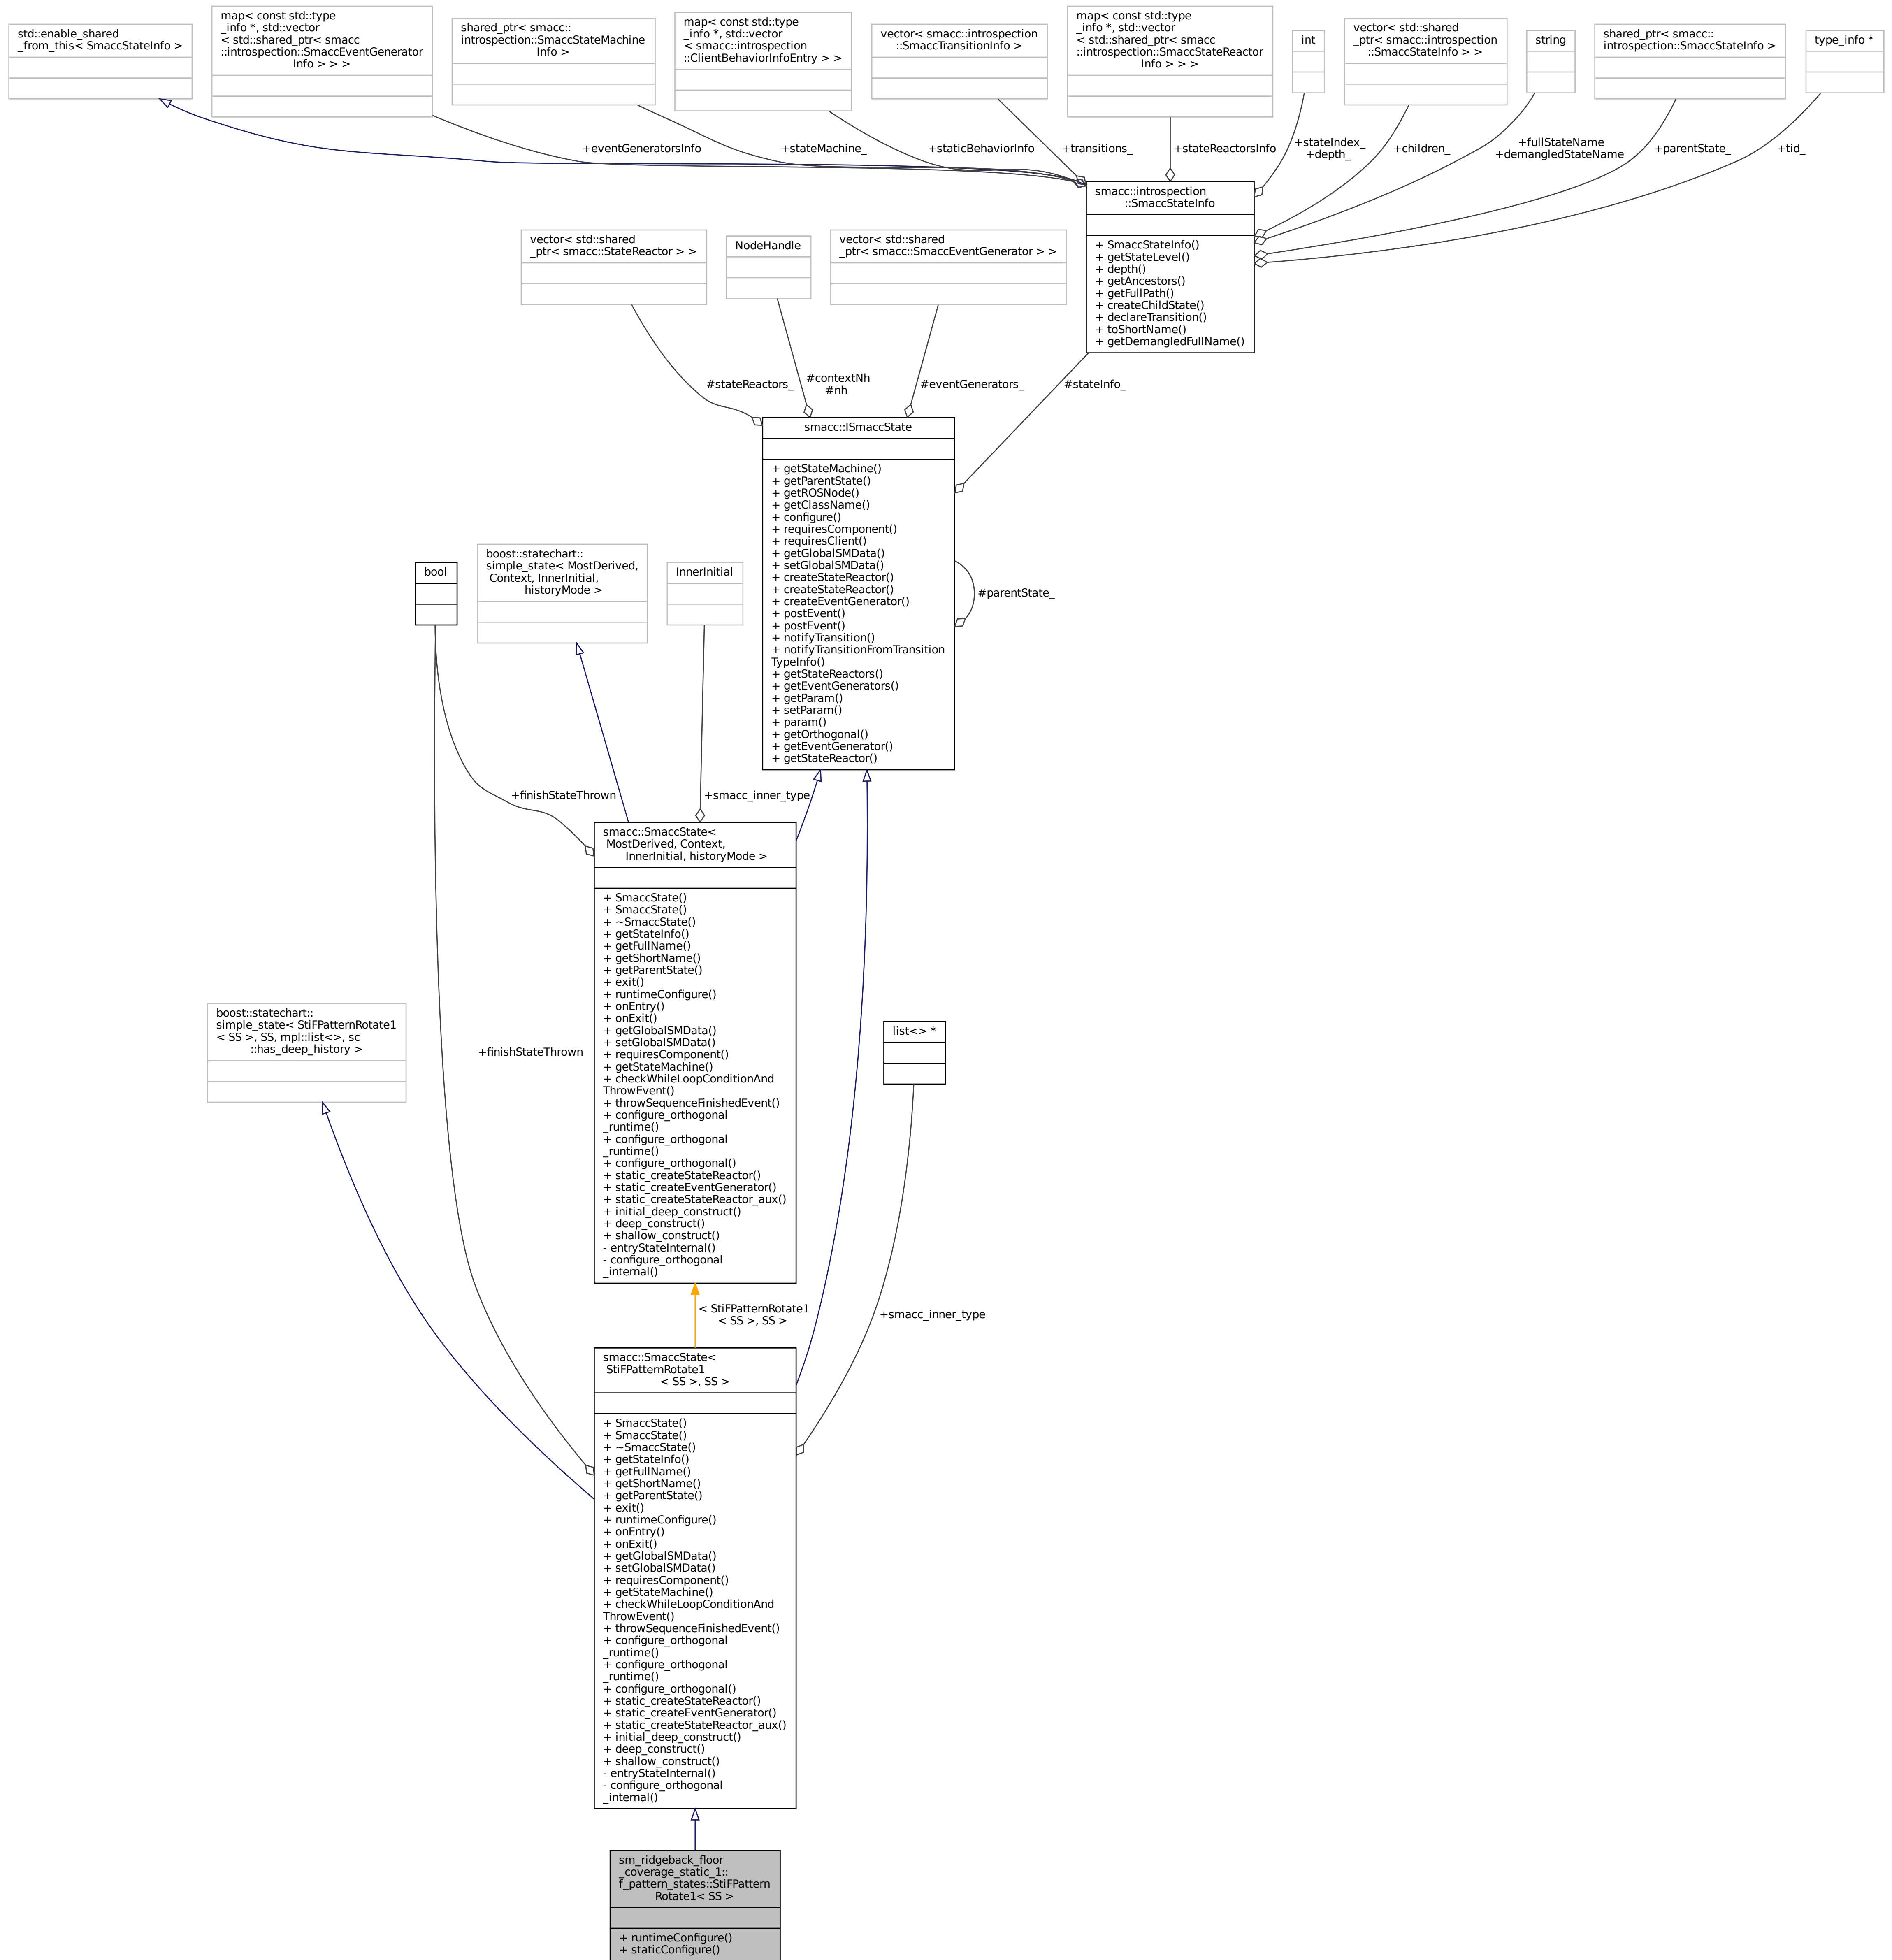 std::enable_shared
_from_this< SmaccStateInfo >
map< const std::type
_info *, std::vector
< std::shared_ptr< smacc
::introspection::SmaccEventGenerator
Info > > >
shared_ptr< smacc::
introspection::SmaccStateMachine
Info >
map< const std::type
_info *, std::vector
< smacc::introspection
::ClientBehaviorInfoEntry > >
vector< smacc::introspection
::SmaccTransitionInfo >
map< const std::type
_info *, std::vector
< std::shared_ptr< smacc
::introspection::SmaccStateReactor
Info > > >
int
vector< std::shared
_ptr< smacc::introspection
::SmaccStateInfo > >
string
shared_ptr< smacc::
introspection::SmaccStateInfo >
type_info *
+eventGeneratorsInfo
+stateMachine_
+staticBehaviorInfo
+transitions_
+stateReactorsInfo
+stateIndex_
+depth_
+children_
+fullStateName
+demangledStateName
+parentState_
+tid_
smacc::introspection
::SmaccStateInfo
+ SmaccStateInfo()
+ getStateLevel()
+ depth()
+ getAncestors()
+ getFullPath()
+ createChildState()
+ declareTransition()
+ toShortName()
+ getDemangledFullName()
vector< std::shared
_ptr< smacc::StateReactor > >
NodeHandle
vector< std::shared
_ptr< smacc::SmaccEventGenerator > >
#stateReactors_
#contextNh
#nh
#eventGenerators_
#stateInfo_
smacc::ISmaccState
+ getStateMachine()
+ getParentState()
+ getROSNode()
+ getClassName()
+ configure()
+ requiresComponent()
+ requiresClient()
+ getGlobalSMData()
+ setGlobalSMData()
+ createStateReactor()
+ createStateReactor()
+ createEventGenerator()
+ postEvent()
+ postEvent()
+ notifyTransition()
+ notifyTransitionFromTransition
TypeInfo()
+ getStateReactors()
+ getEventGenerators()
+ getParam()
+ setParam()
+ param()
+ getOrthogonal()
+ getEventGenerator()
+ getStateReactor()
#parentState_
bool
boost::statechart::
simple_state< MostDerived,
Context, InnerInitial,
historyMode >
InnerInitial
+finishStateThrown
+smacc_inner_type
smacc::SmaccState<
MostDerived, Context,
InnerInitial, historyMode >
+ SmaccState()
+ SmaccState()
+ ~SmaccState()
+ getStateInfo()
+ getFullName()
+ getShortName()
+ getParentState()
+ exit()
+ runtimeConfigure()
+ onEntry()
+ onExit()
+ getGlobalSMData()
+ setGlobalSMData()
+ requiresComponent()
+ getStateMachine()
+ checkWhileLoopConditionAnd
ThrowEvent()
+ throwSequenceFinishedEvent()
+ configure_orthogonal
_runtime()
+ configure_orthogonal
_runtime()
+ configure_orthogonal()
+ static_createStateReactor()
+ static_createEventGenerator()
+ static_createStateReactor_aux()
+ initial_deep_construct()
+ deep_construct()
+ shallow_construct()
- entryStateInternal()
- configure_orthogonal
_internal()
boost::statechart::
simple_state< StiFPatternRotate1
< SS >, SS, mpl::list<>, sc
::has_deep_history >
+finishStateThrown
list<> *
< StiFPatternRotate1
< SS >, SS >
+smacc_inner_type
smacc::SmaccState<
StiFPatternRotate1
< SS >, SS >
+ SmaccState()
+ SmaccState()
+ ~SmaccState()
+ getStateInfo()
+ getFullName()
+ getShortName()
+ getParentState()
+ exit()
+ runtimeConfigure()
+ onEntry()
+ onExit()
+ getGlobalSMData()
+ setGlobalSMData()
+ requiresComponent()
+ getStateMachine()
+ checkWhileLoopConditionAnd
ThrowEvent()
+ throwSequenceFinishedEvent()
+ configure_orthogonal
_runtime()
+ configure_orthogonal
_runtime()
+ configure_orthogonal()
+ static_createStateReactor()
+ static_createEventGenerator()
+ static_createStateReactor_aux()
+ initial_deep_construct()
+ deep_construct()
+ shallow_construct()
- entryStateInternal()
- configure_orthogonal
_internal()
sm_ridgeback_floor
_coverage_static_1::
f_pattern_states::StiFPattern
Rotate1< SS >
+ runtimeConfigure()
+ staticConfigure()